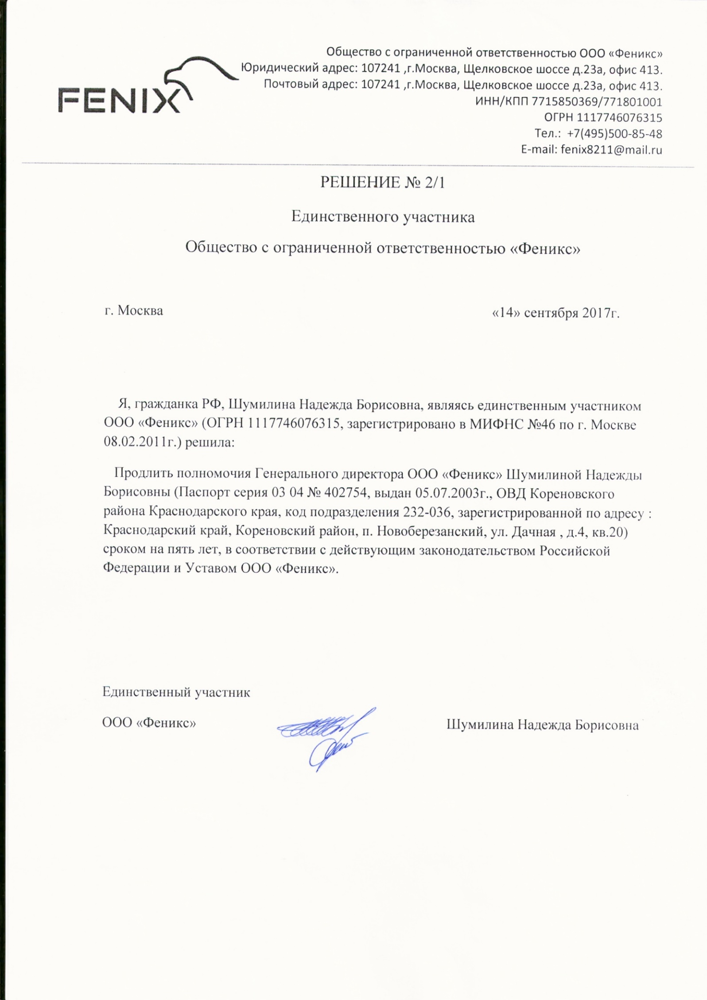 FENIX
Общество с ограниченной ответственностью ООО «Феникс»
Юридический адрес: 107241 ,г.Москва, Щелковское шоссе д.23а, офис 413.
Почтовый адрес: 107241 ,г.Москва, Щелковское шоссе д.23а, офис 413.
ИНН/КПП 7715850369/771801001
ОГРН 1117746076315
Тел.: +7(495)500-85-48
E-mail: fenix8211@mail.ru
РЕШЕНИЕ № 2/1
Единственного участника
Общество с ограниченной ответственностью «Феникс»
г. Москва «14» сентября 2017г.
Я, гражданка РФ, Шумилина Надежда Борисовна, являясь единственным участником
ООО «Феникс» (ОГРН 1117746076315, зарегистрировано в МИФНС №46 по г. Москве
08.02.2011г.) решила:
Продлить полномочия Генерального директора ООО «Феникс» Шумилиной Надежды
Борисовны (Паспорт серия 03 04 № 402754, выдан 05.07.2003г., ОВД Кореновского
района Краснодарского края, код подразделения 232-036, зарегистрированной по адресу :
Краснодарский край, Кореновский район, п. Новоберезанский, ул. Дачная , д.4, кв.20)
сроком на пять лет, в соответствии с действующим законодательством Российской
Федерации и Уставом ООО «Феникс».
Единственный участник
ООО «Феникс» Шумилина Надежда Борисовна